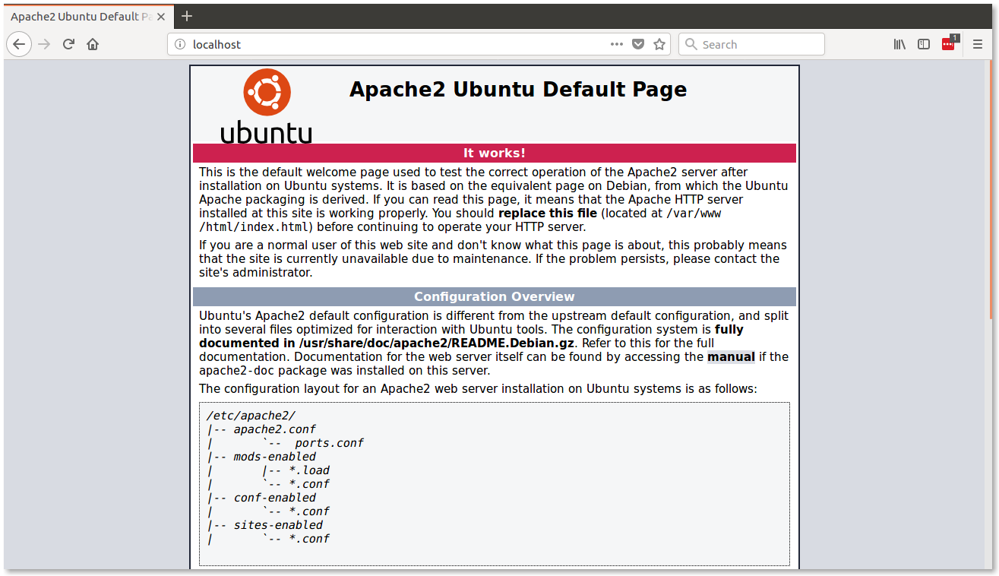 Apache2 Ubuntu Default Pa
localhost
Search
1
Apache2 Ubuntu Default Page
ubuntu
It works!
This is the default welcome page used to test the correct operation of the Apache2 server after
installation on Ubuntu systems. It is based on the equivalent page on Debian, from which the Ubuntu
Apache packaging is derived. If you can read this page, it means that the Apache HTTP server
installed at this site is working properly. You should replace this file (located at /var/www
/html/index.html) before continuing to operate your HTTP server.
If you are a normal user of this web site and don't know what this page is about, this probably means
that the site is currently unavailable due to maintenance. If the problem persists, please contact the
site's administrator.
Configuration Overview
Ubuntu's Apache2 default configuration is different from the upstream default configuration, and split
into several files optimized for interaction with Ubuntu tools. The configuration system is fully
documented in /usr/share/doc/apache2/README.Debian.gz. Refer to this for the full
documentation. Documentation for the web server itself can be found by accessing the manual if the
apache2-doc package was installed on this server.
The configuration layout for an Apache2 web server installation on Ubuntu systems is as follows:
/etc/apache2/
|-- apache2.conf
|       `--  ports.conf
|-- mods-enabled
|       |-- *.load
|       `-- *.conf
|-- conf-enabled
|       `-- *.conf
|-- sites-enabled
|       `-- *.conf